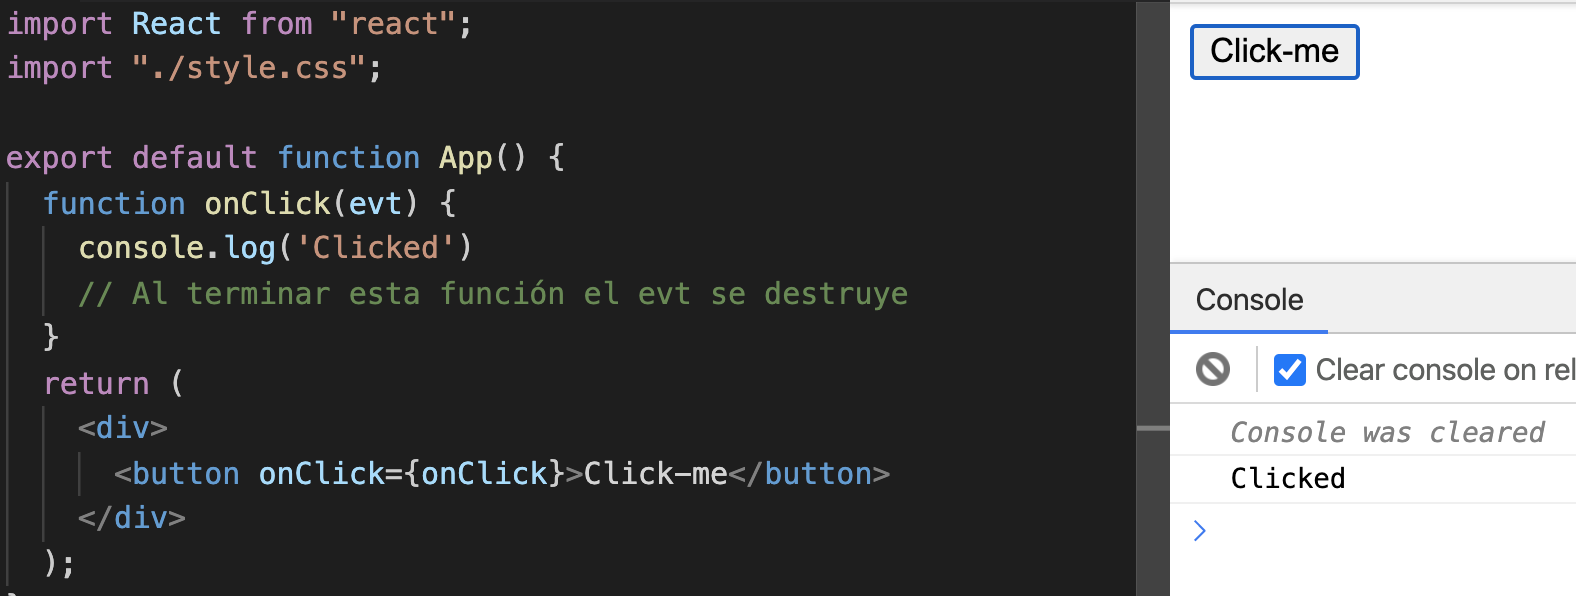 import React from "react";
import "./style.css";
export default function App() {
function onClick(evt) {
console.log('Clicked')
// Al terminar esta función el evt se destruye
}
return (
<div>
<button onClick={onClick}>Click-me</button>
</div>
);
Click-me
Console
Clear console on rel
Console was cleared
Clicked
>